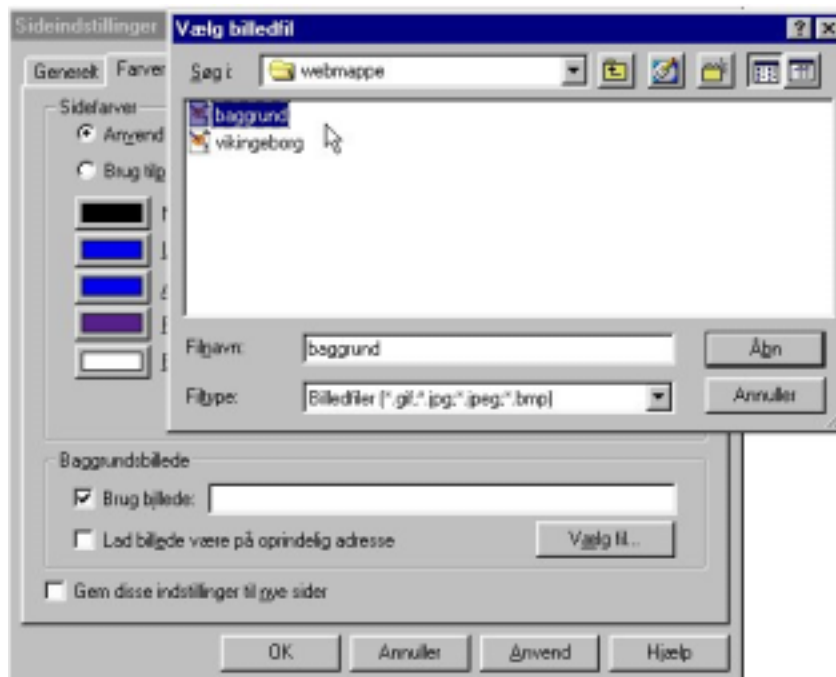 Sideindstillinger
Vælg billedfil
Generelt
Farver
Søg i:
webmappe
Sidefarver
Anvend
Brug tilp
baggrund
vikingeborg
Filnavn:
baggrund
Åbn
Filtype:
Billedfiler (*.gif;*.jpg;*.jpeg;*.bmp)
Annuller
Baggrundsbillede
Brug billede:
Lad billede være på oprindelig adresse
Vælg fil...
Gem disse indstillinger til nye sider
OK
Annuller
Anvend
Hjælp